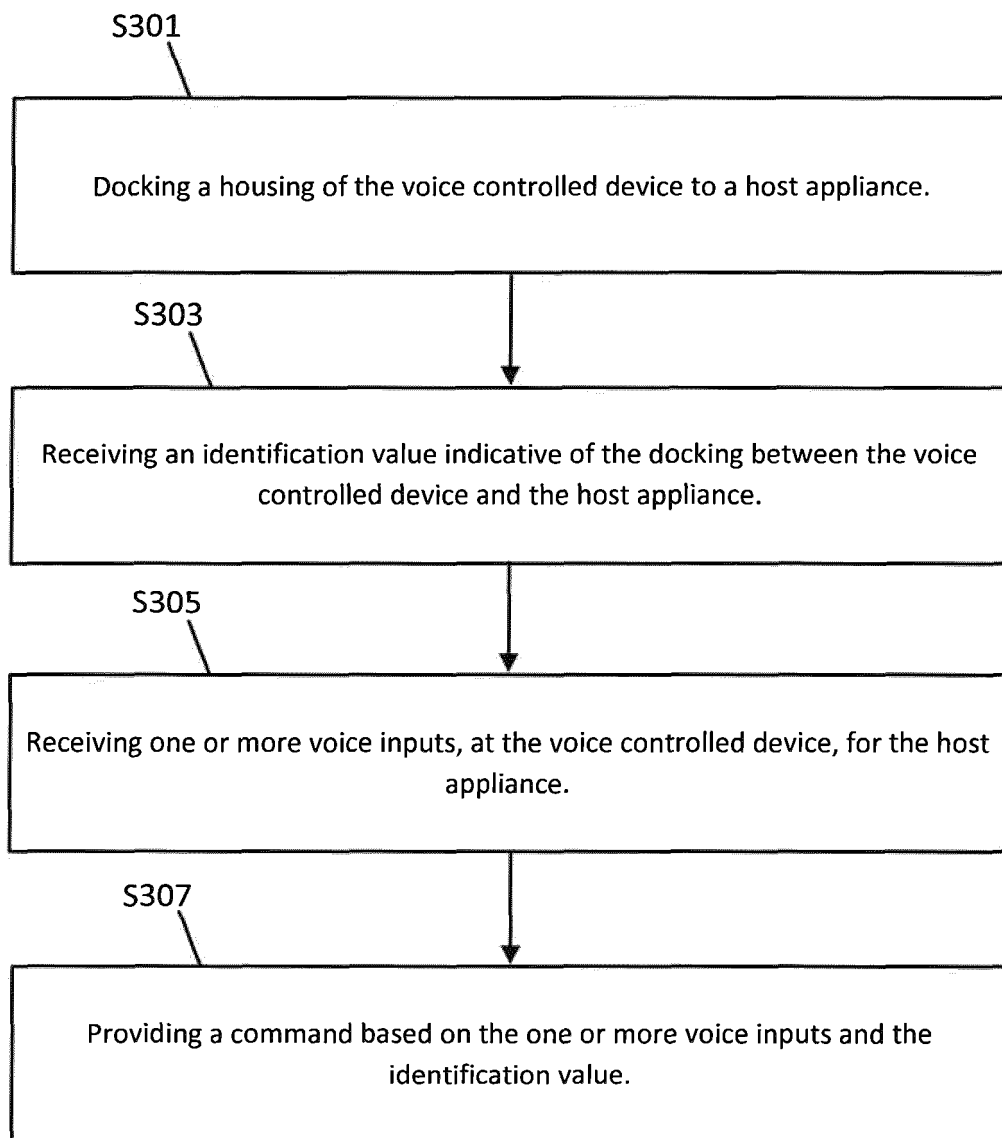 S301
Docking a housing of the voice controlled device to a host appliance.
S303
Receiving an identification value indicative of the docking between the voice
controlled device and the host appliance.
S305
Receiving one or more voice inputs, at the voice controlled device, for the host
appliance.
S307
Providing a command based on the one or more voice inputs and the
identification value.